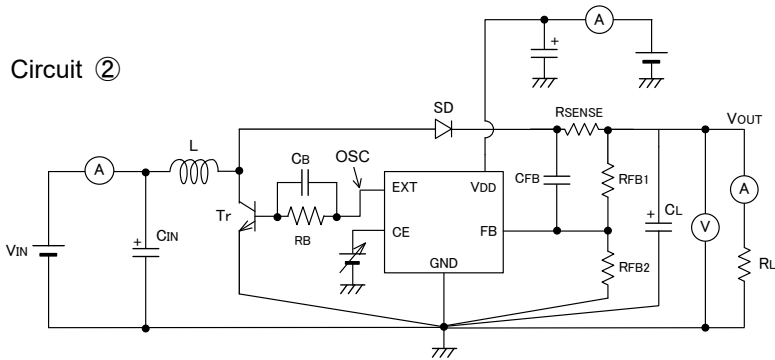 Circuit ②
A
+
SD
RSENSE
VOUT
L
CB
OSC
EXT
VDD
CFB
RFB1
CL
A
A
+
CIN
Tr
RB
CE
FB
+
V
VIN
GND
RFB2
RL